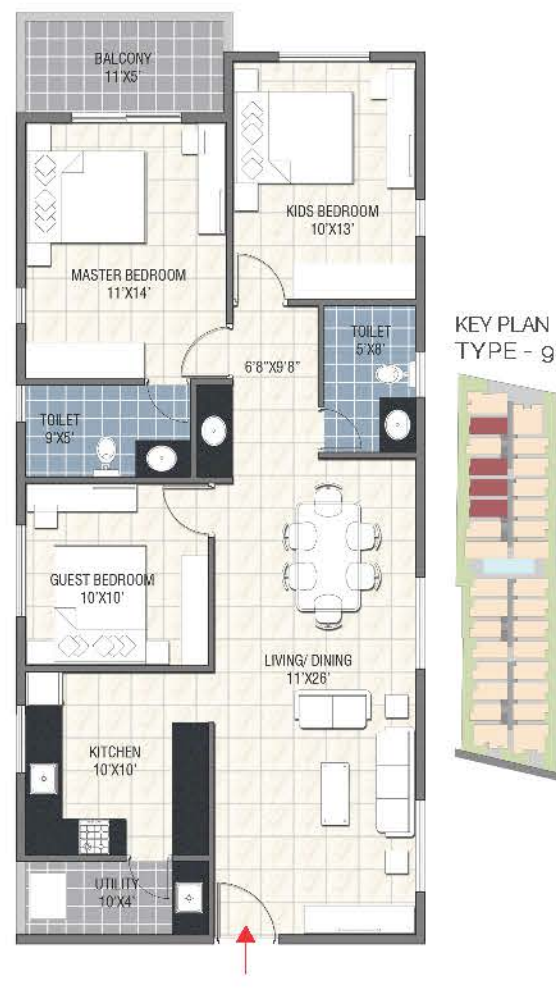 BALCONY
11'X5'
KIDS BEDROOM
10'X13'
MASTER BEDROOM
11'X14'
TOILET
5'X8'
6'8"X9'8"
KEY PLAN
TYPE - 9
TOILET
9'X5'
GUEST BEDROOM
10'X10'
LIVING/ DINING
11'X26'
KITCHEN
10'X10'
UTILITY
10'X4'